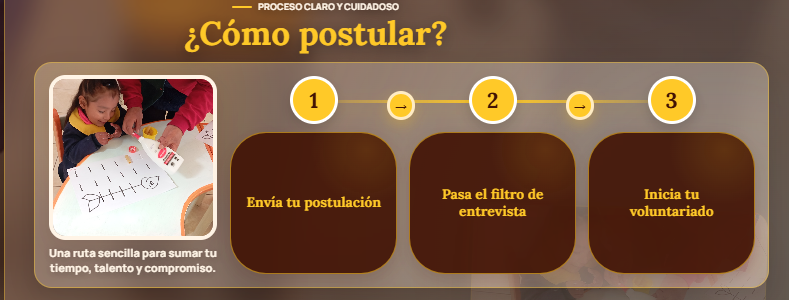 PROCESO CLARO Y CUIDADOSO
¿Cómo postular?
1
→
2
→
3
Envía tu postulación
Pasa el filtro de
entrevista
Inicia tu
voluntariado
Una ruta sencilla para sumar tu
tiempo, talento y compromiso.